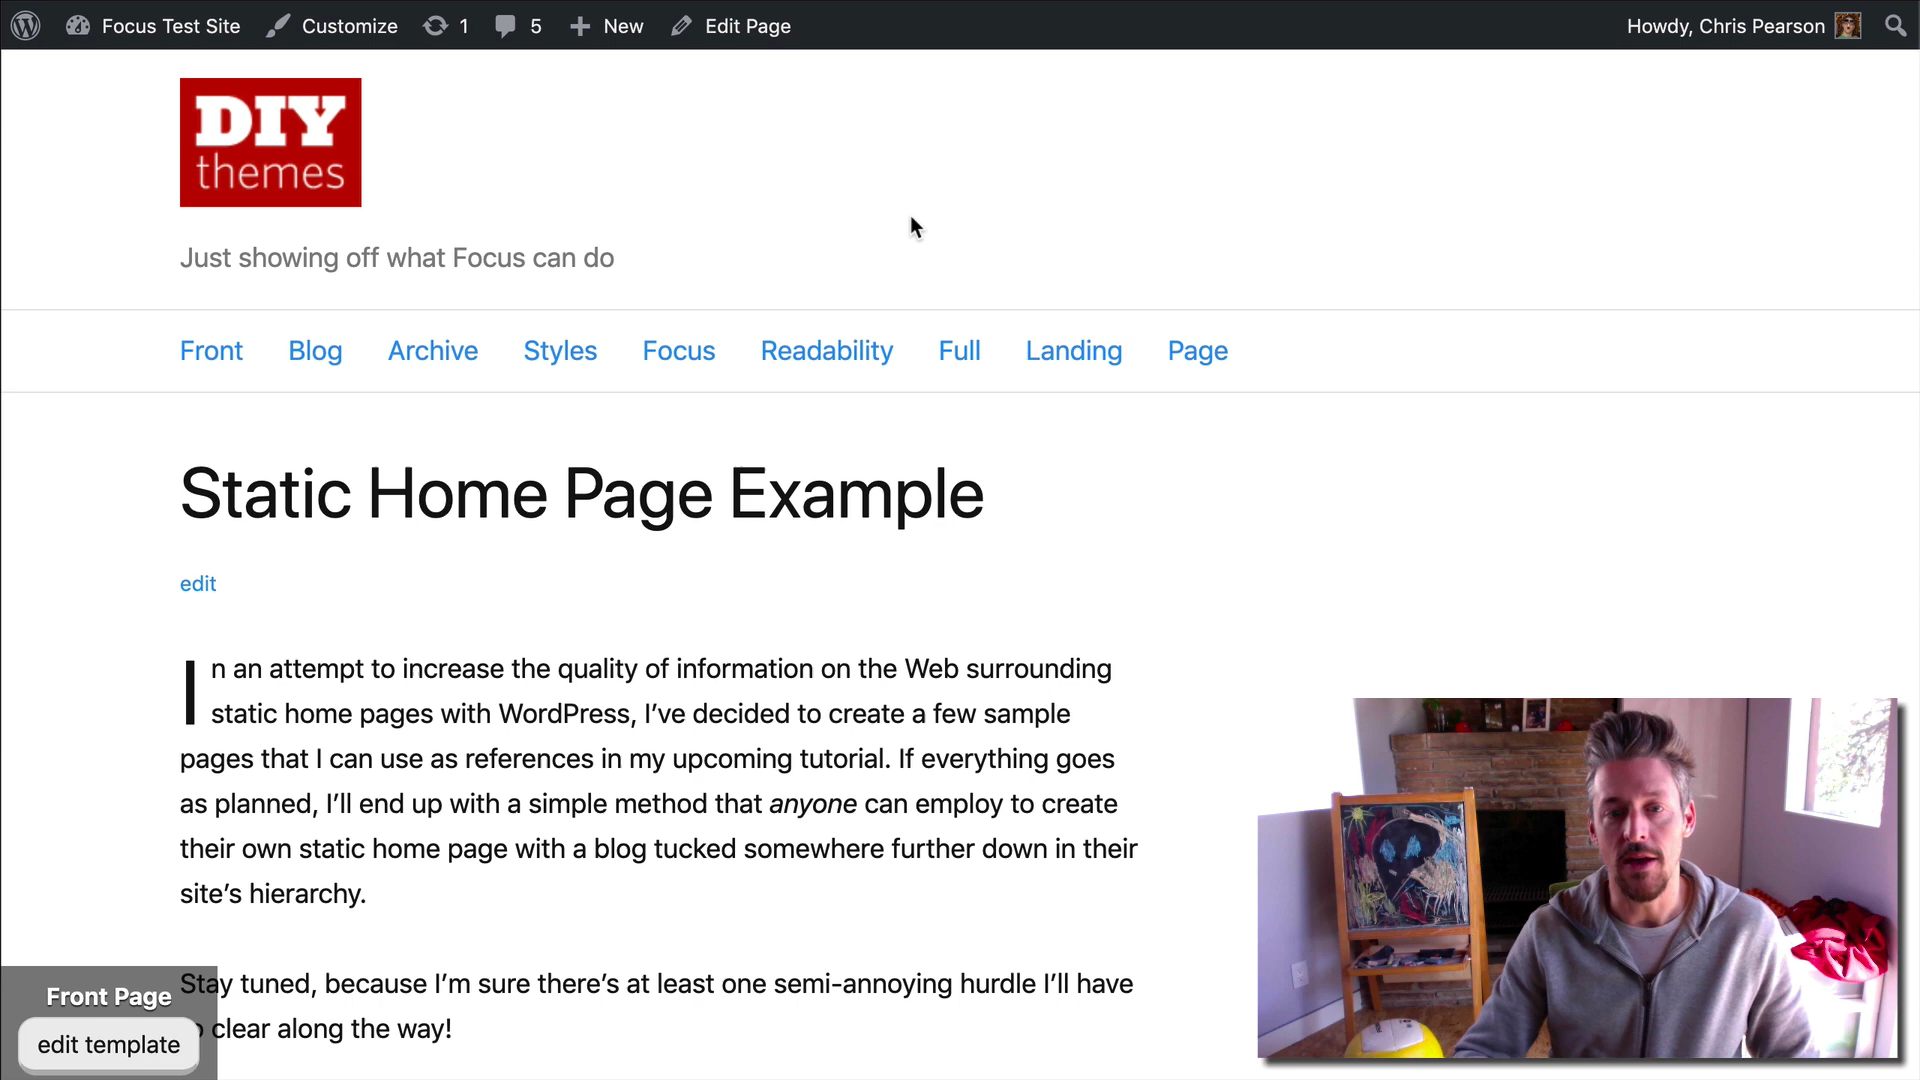 Focus Test Site Customize 1 5 New Edit Page Howdy, Chris Pearson
DIY
themes
Just showing off what Focus can do
Front Blog Archive Styles Focus Readability Full Landing Page
Static Home Page Example
edit
In an attempt to increase the quality of information on the Web surrounding
static home pages with WordPress, I’ve decided to create a few sample
pages that I can use as references in my upcoming tutorial. If everything goes
as planned, I’ll end up with a simple method that anyone can employ to create
their own static home page with a blog tucked somewhere further down in their
site’s hierarchy.
Stay tuned, because I’m sure there’s at least one semi-annoying hurdle I’ll have
clear along the way!
Front Page
edit template